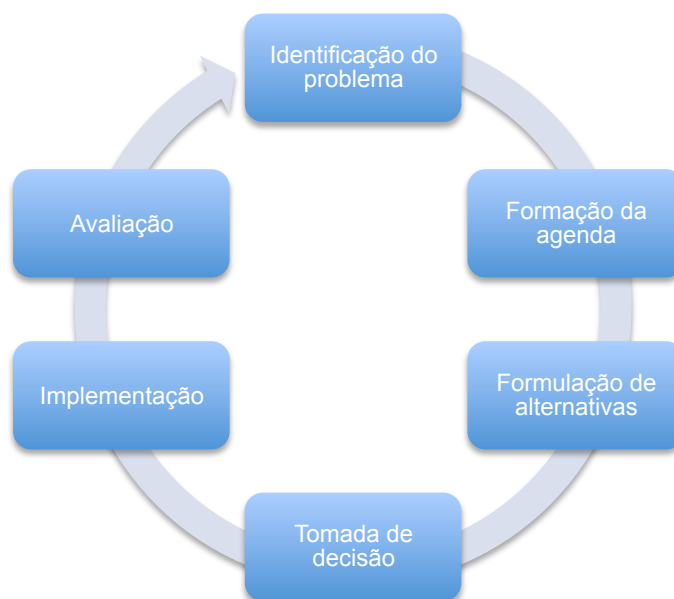 Identificação do
problema
Formação da
agenda
Formulação de
alternativas
Tomada de
decisão
Implementação
Avaliação